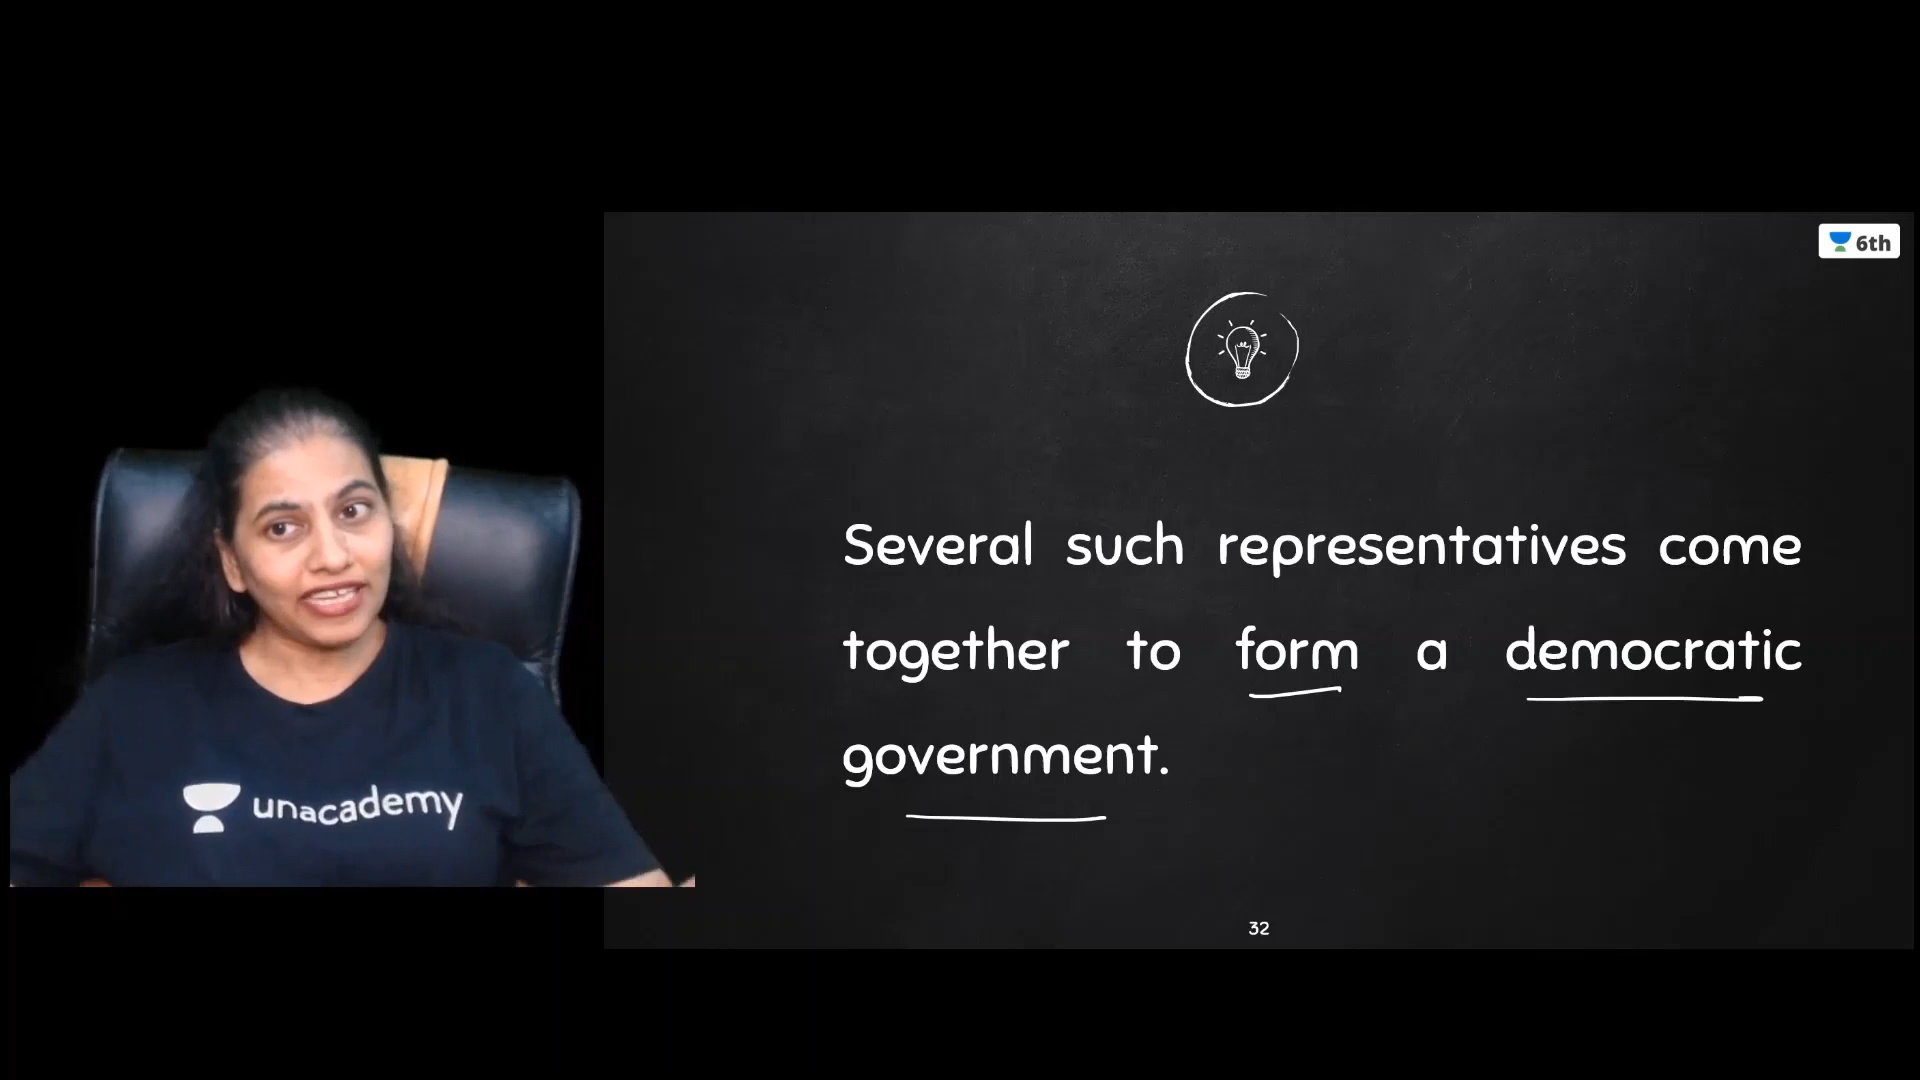 6th
Several such representatives come
together to form a democratic
government.
unacademy
32